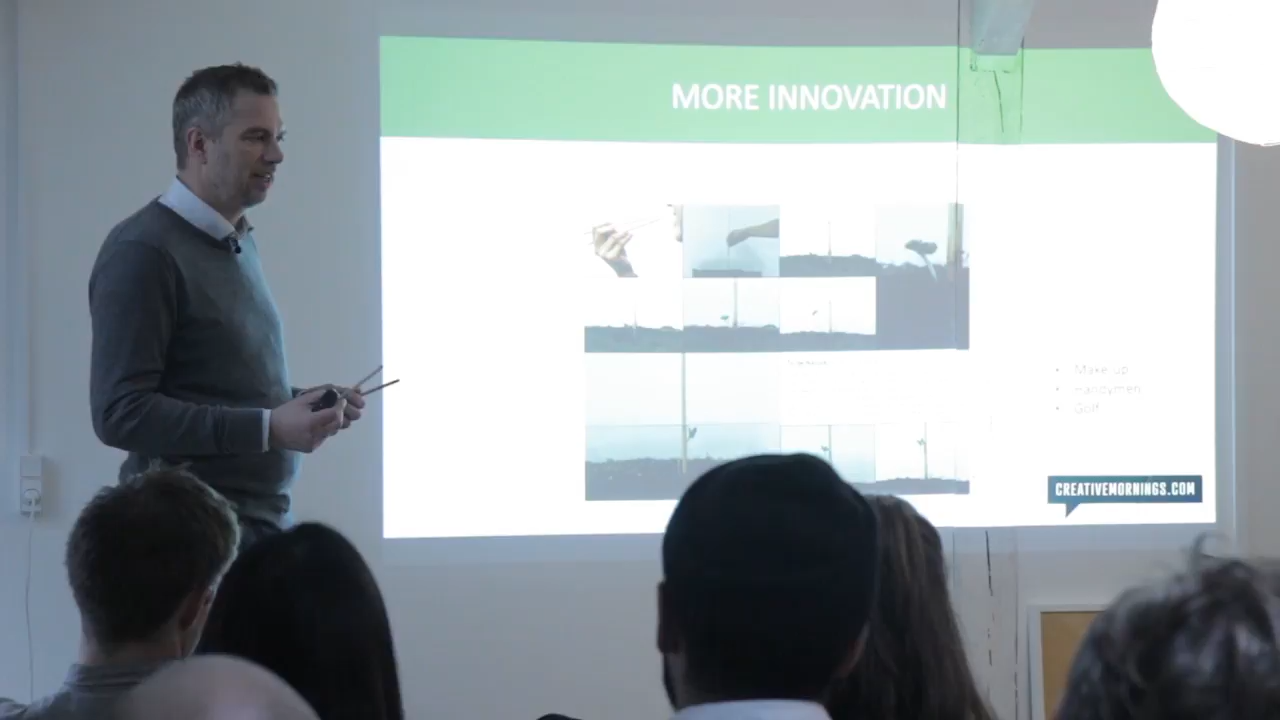 MORE INNOVATION
• Make up
• Handymen
• Golf
CREATIVEMORNINGS.COM